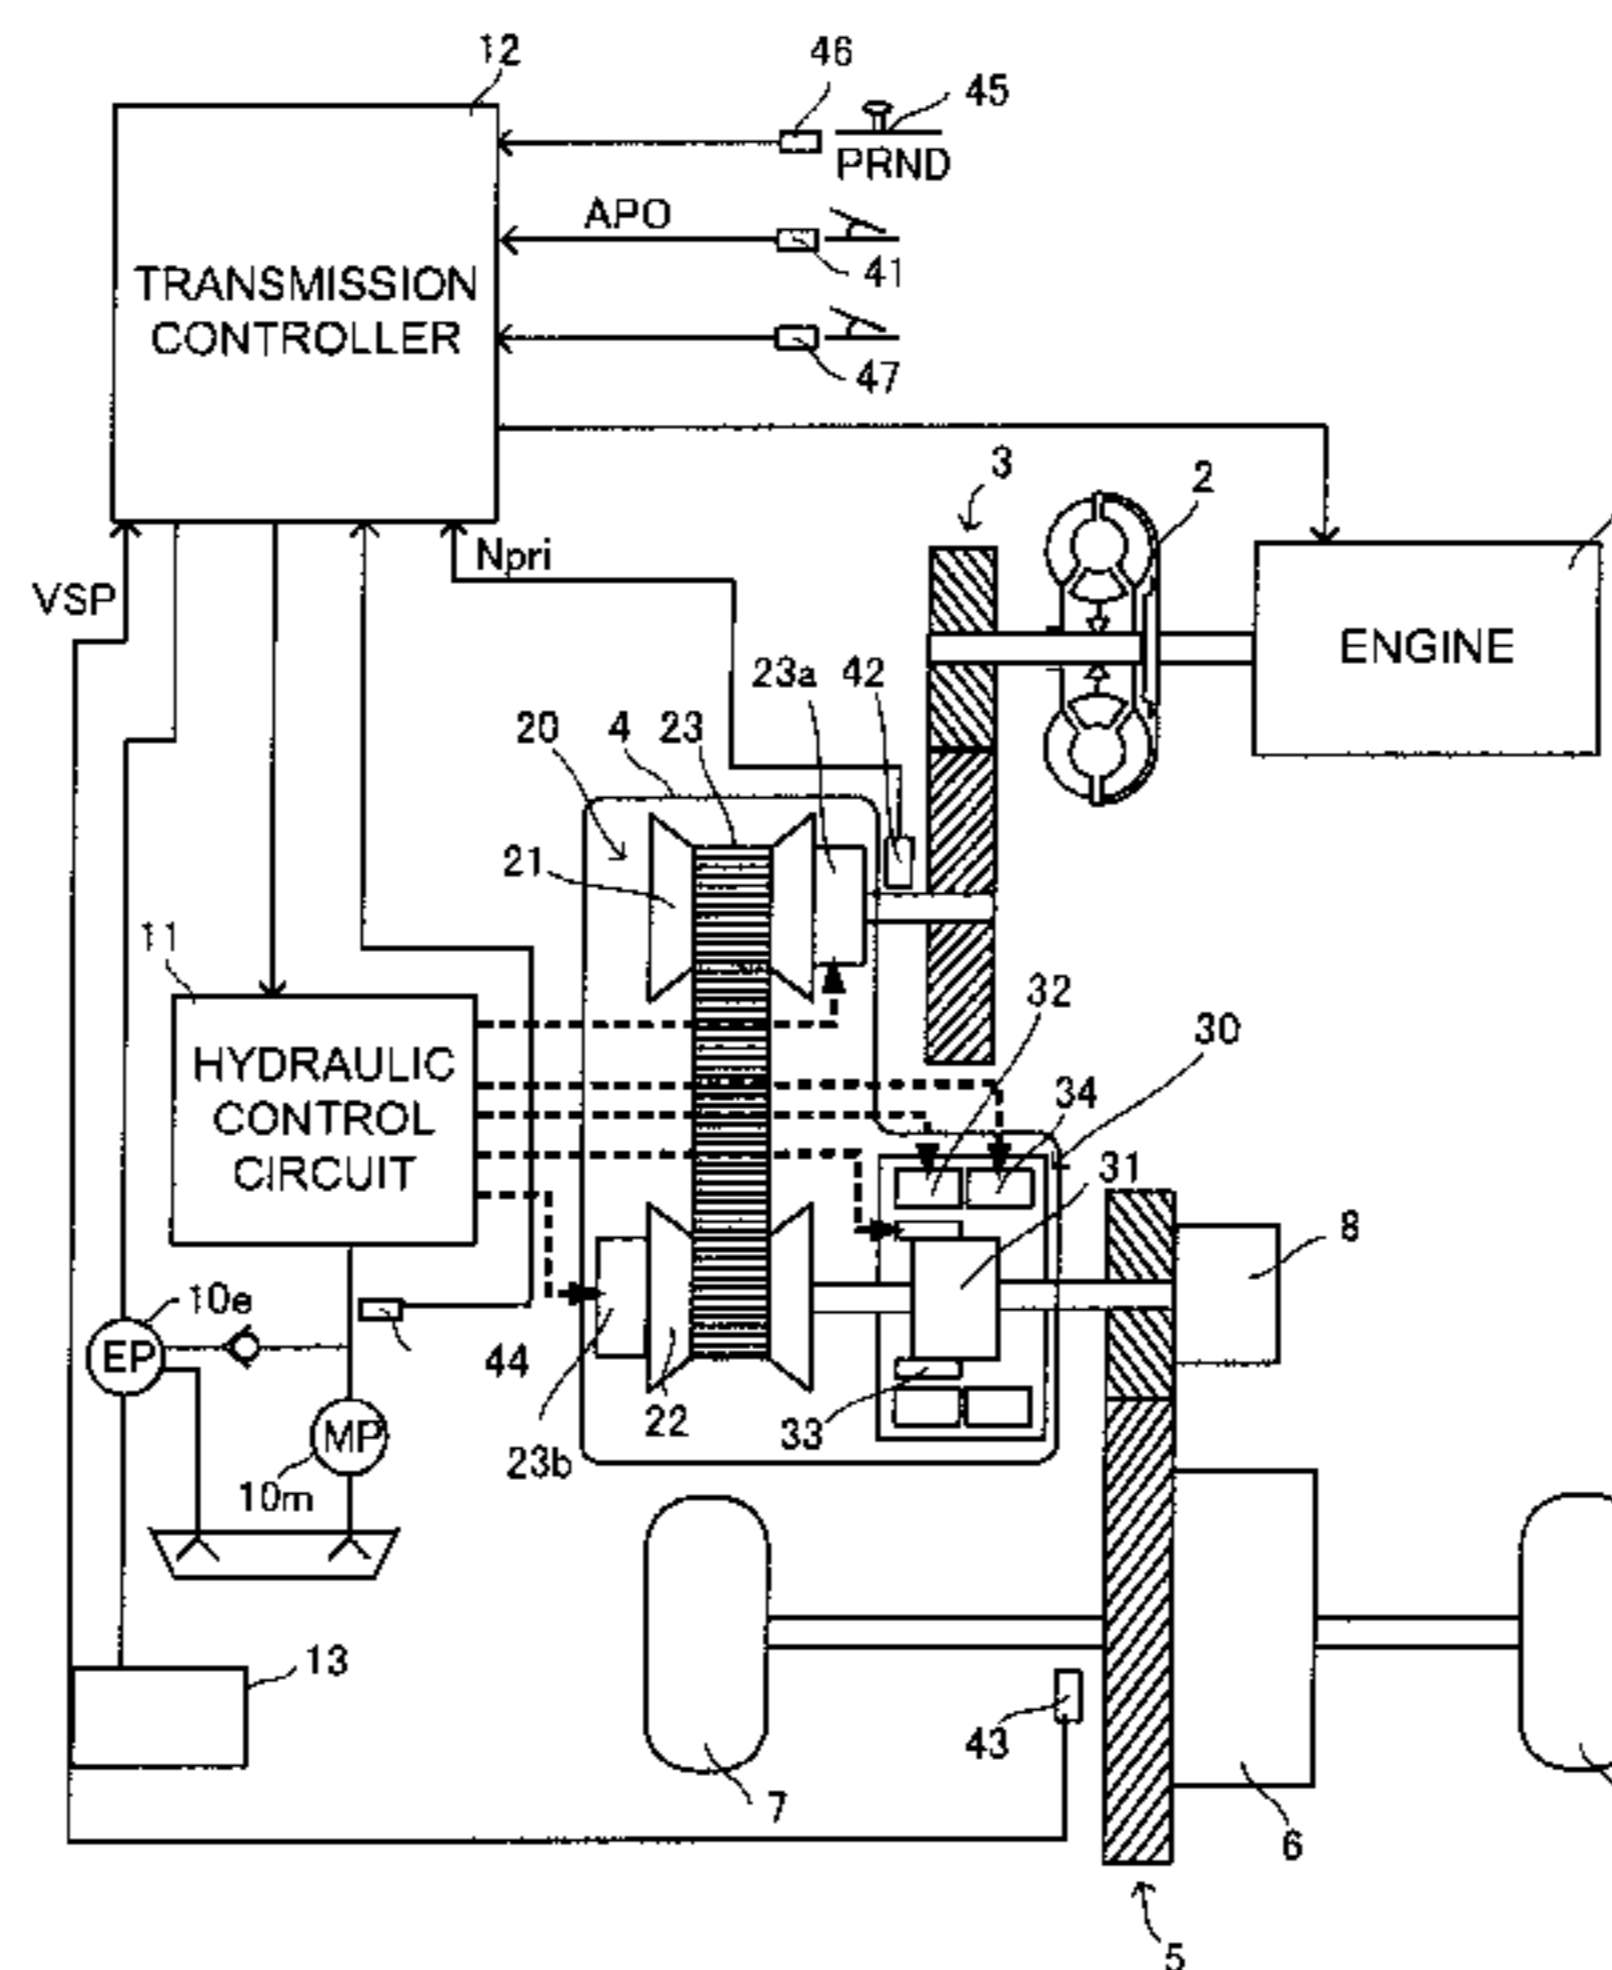 12
46
45
PRND
APO
41
TRANSMISSION
CONTROLLER
47
3
2
Npri
VSP
ENGINE
23a
42
20
4
23
21
11
32
30
HYDRAULIC
CONTROL
CIRCUIT
34
31
8
10e
EP
44
22
33
MP
23b
10m
13
43
7
6
5